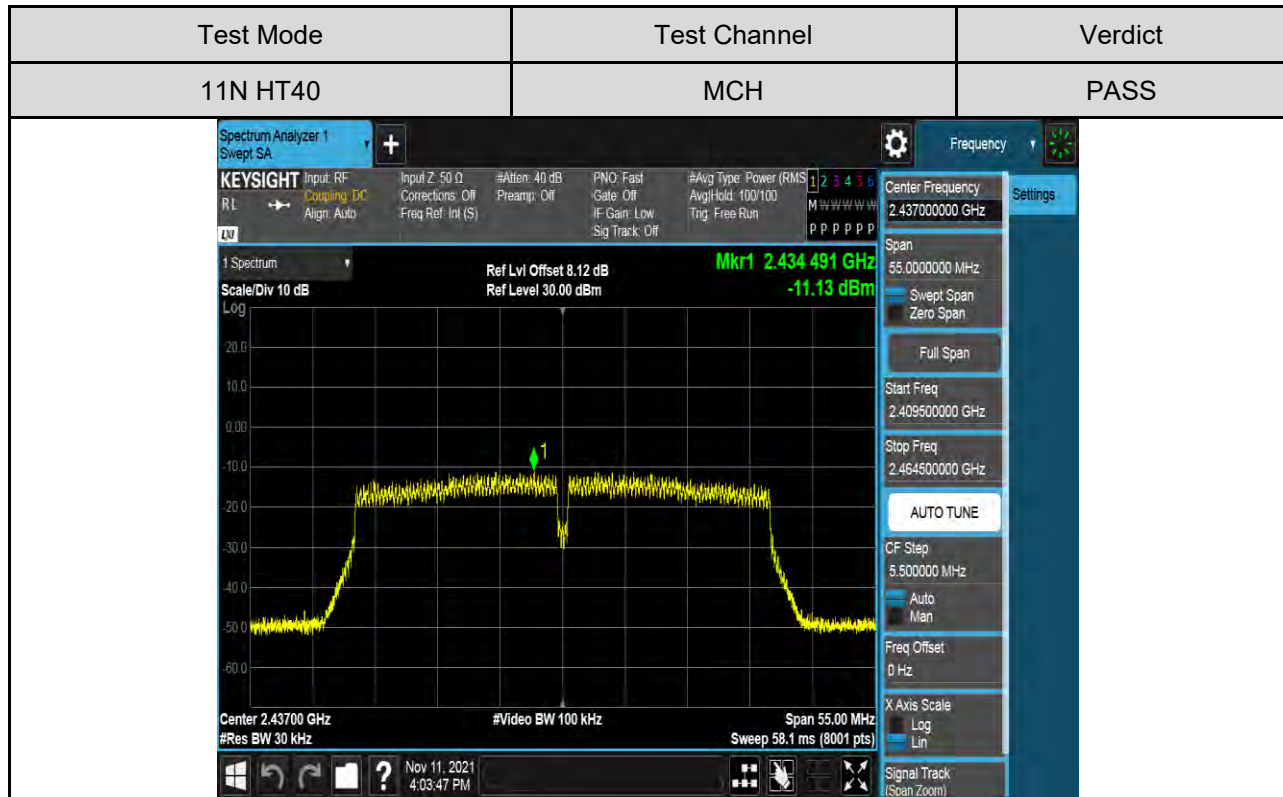 Test Mode Test Channel Verdict
11N HT40 MCH PASS
Spectrum Analyzer 1
Swept SA
+
Frequency
KEYSIGHT
RL
LXI
Input: RF
Coupling: DC
Align: Auto
Input Z: 50 Ω
Corrections: Off
Freq Ref: Int (S)
#Atten: 40 dB
Preamp: Off
PNO: Fast
Gate: Off
IF Gain: Low
Sig Track: Off
#Avg Type: Power (RMS
Avg|Hold: 100/100
Trig: Free Run
1 2 3 4 5 6
M W W W W W
P P P P P P
1 Spectrum
Scale/Div 10 dB
Ref Lvl Offset 8.12 dB
Ref Level 30.00 dBm
Mkr1 2.434 491 GHz
-11.13 dBm
Log
20.0
10.0
0.00
-10.0
-20.0
-30.0
-40.0
-50.0
-60.0
1
Center 2.43700 GHz
#Res BW 30 kHz
#Video BW 100 kHz
Span 55.00 MHz
Sweep 58.1 ms (8001 pts)
?
Nov 11, 2021
4:03:47 PM
Center Frequency
2.437000000 GHz
Settings
Span
55.0000000 MHz
Swept Span
Zero Span
Full Span
Start Freq
2.409500000 GHz
Stop Freq
2.464500000 GHz
AUTO TUNE
CF Step
5.500000 MHz
Auto
Man
Freq Offset
0 Hz
X Axis Scale
Log
Lin
Signal Track
(Span Zoom)